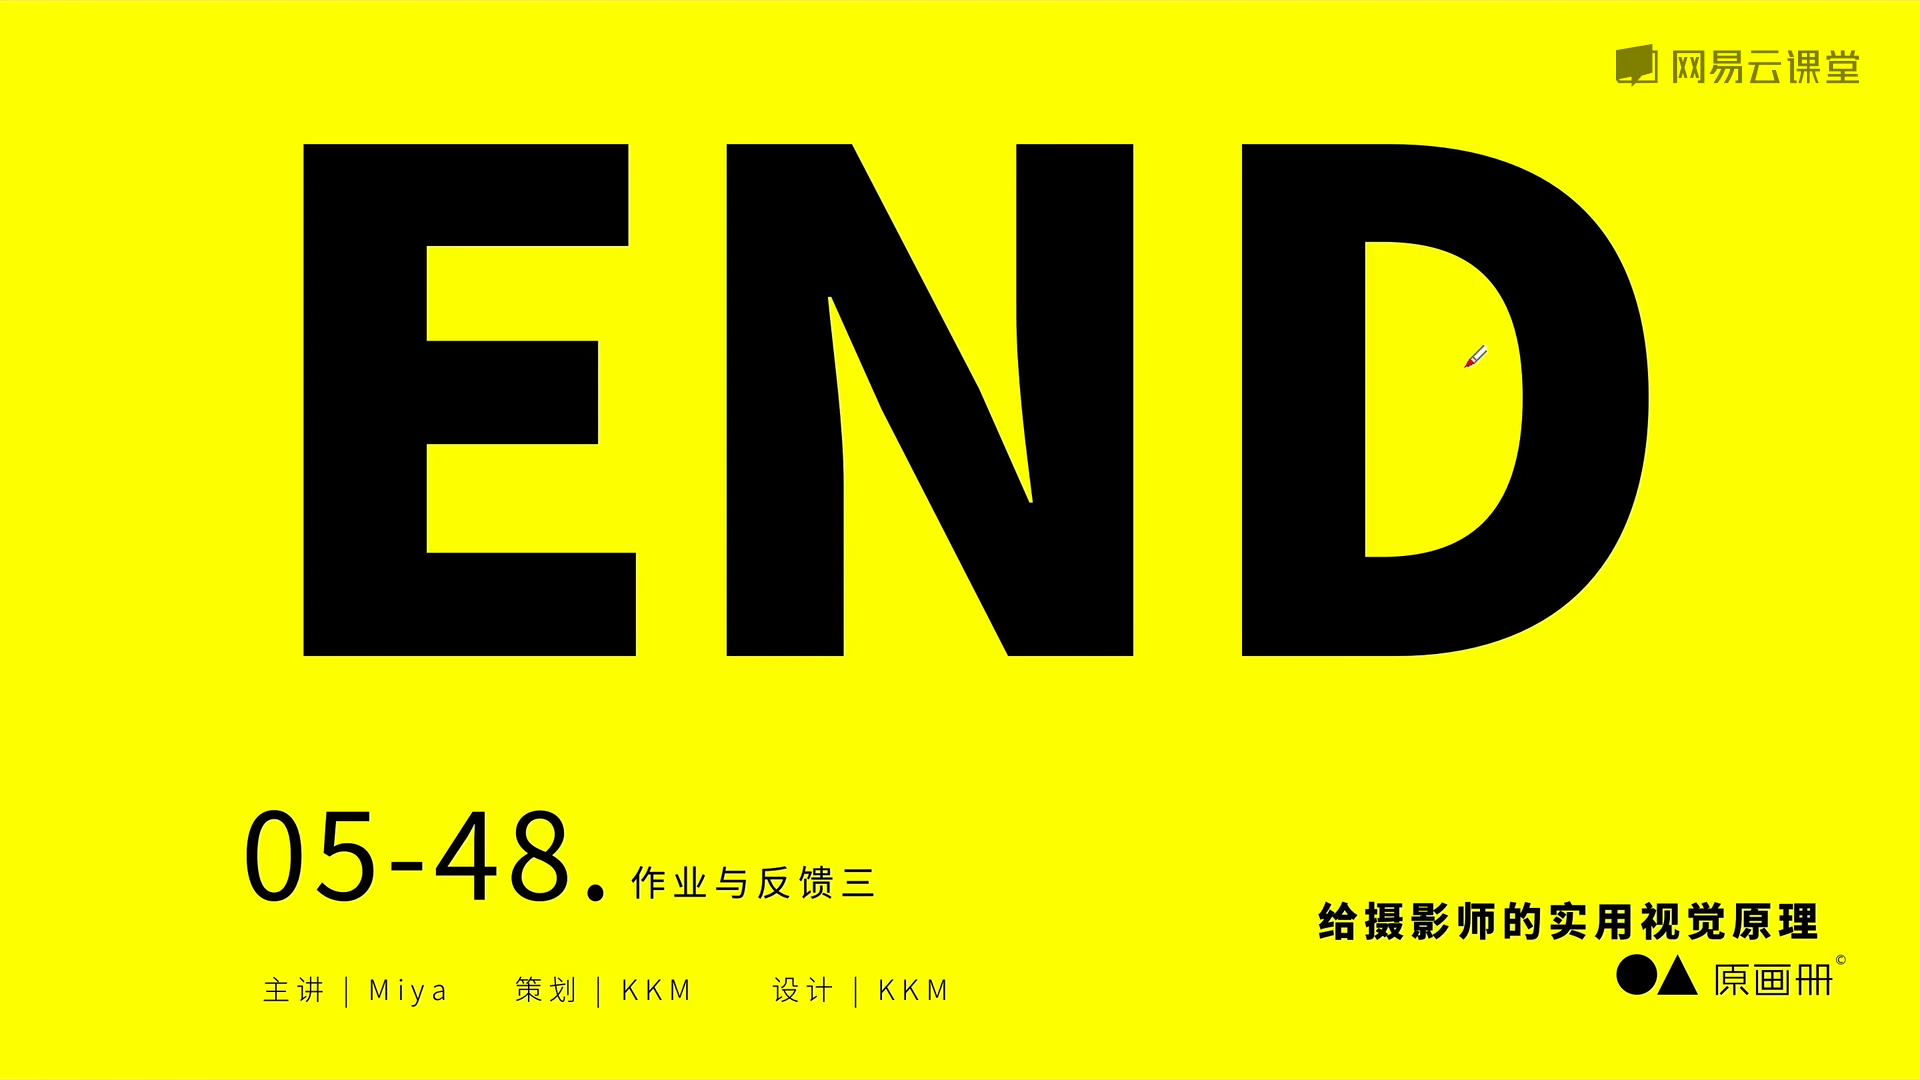 网易云课堂
END
05-48. 作业与反馈三
给摄影师的实用视觉原理
主讲 | Miya 策划 | KKM 设计 | KKM
原画册©